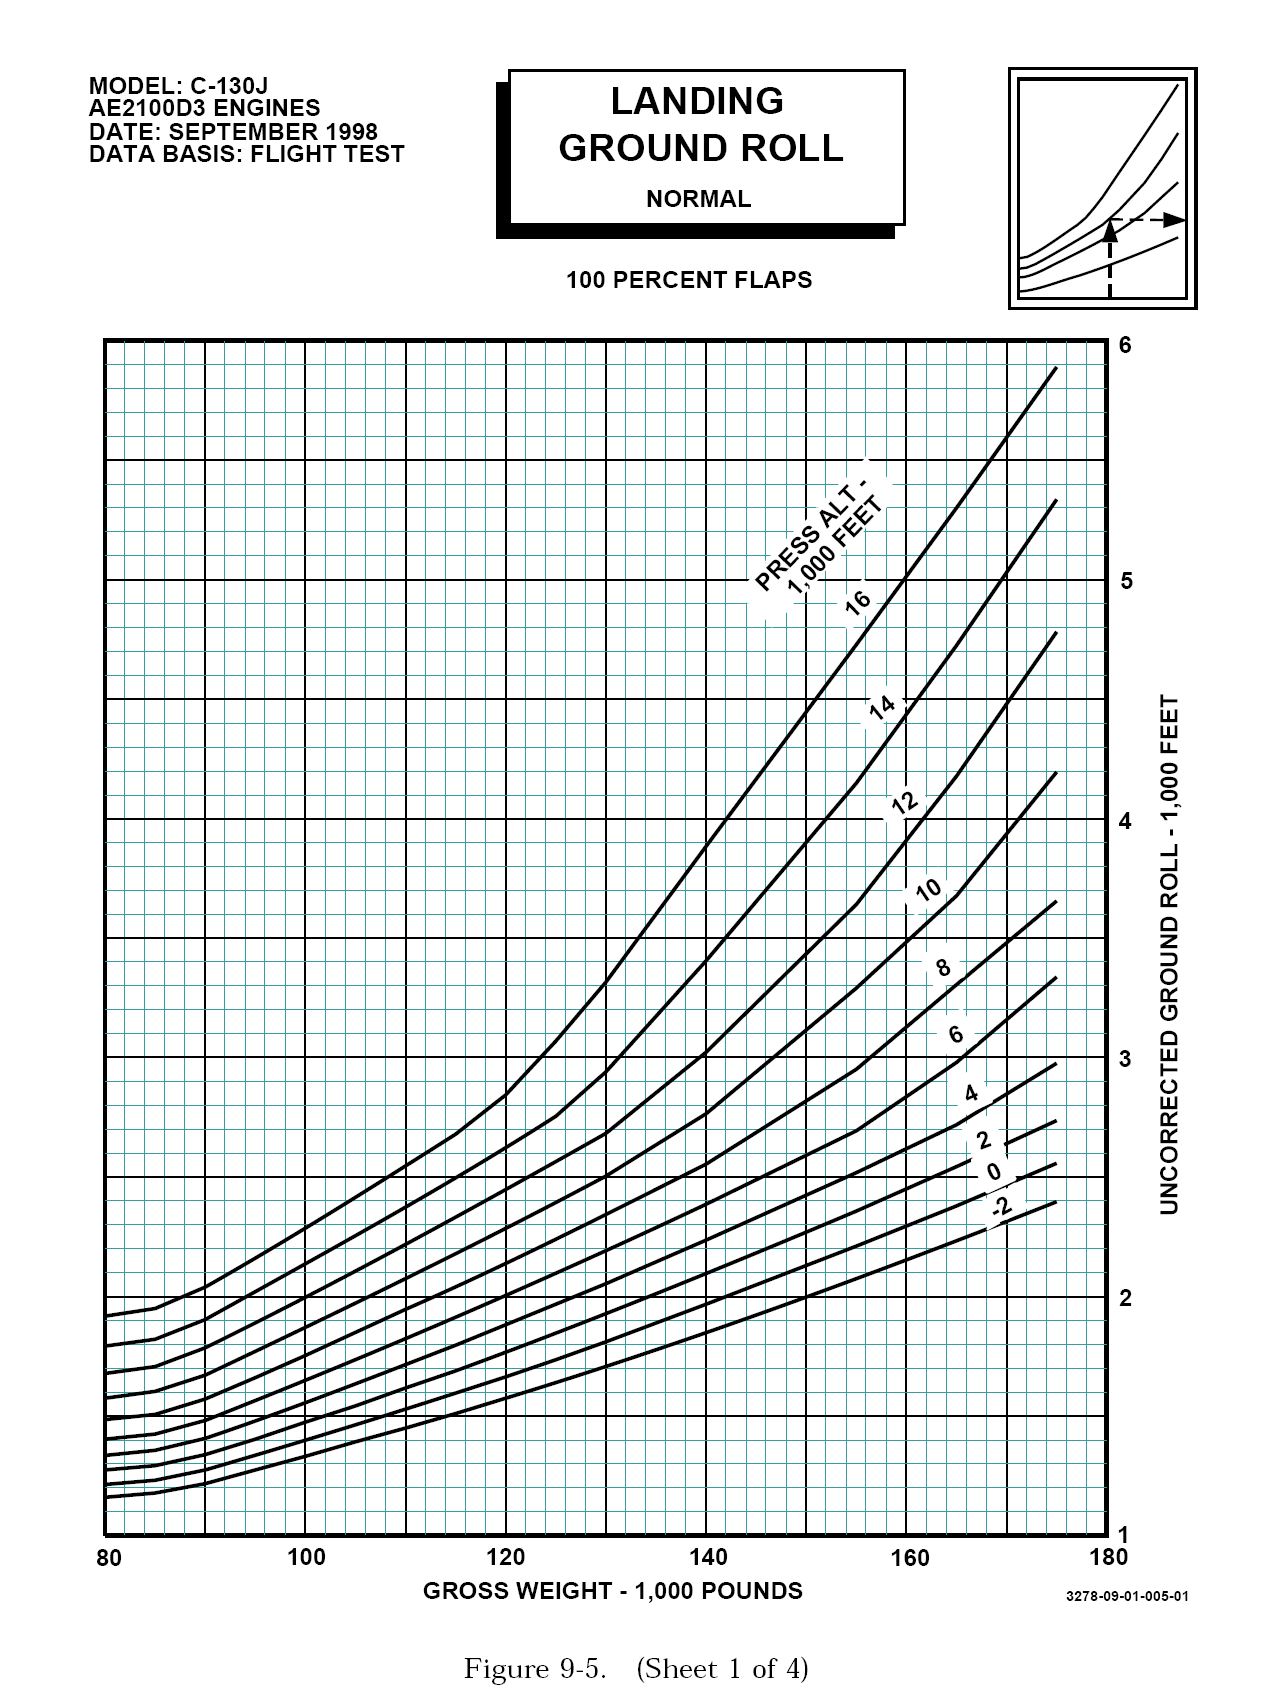 MODEL: C-130J
AE2100D3 ENGINES
DATE: SEPTEMBER 1998
DATA BASIS: FLIGHT TEST
LANDING
GROUND ROLL
NORMAL
100 PERCENT FLAPS
PRESS ALT -
1,000 FEET
16
14
12
10
8
6
4
2
0
-2
6
5
4
3
2
1
UNCORRECTED GROUND ROLL - 1,000 FEET
80 100 120 140 160 180
GROSS WEIGHT - 1,000 POUNDS
3278-09-01-005-01
Figure 9-5. (Sheet 1 of 4)